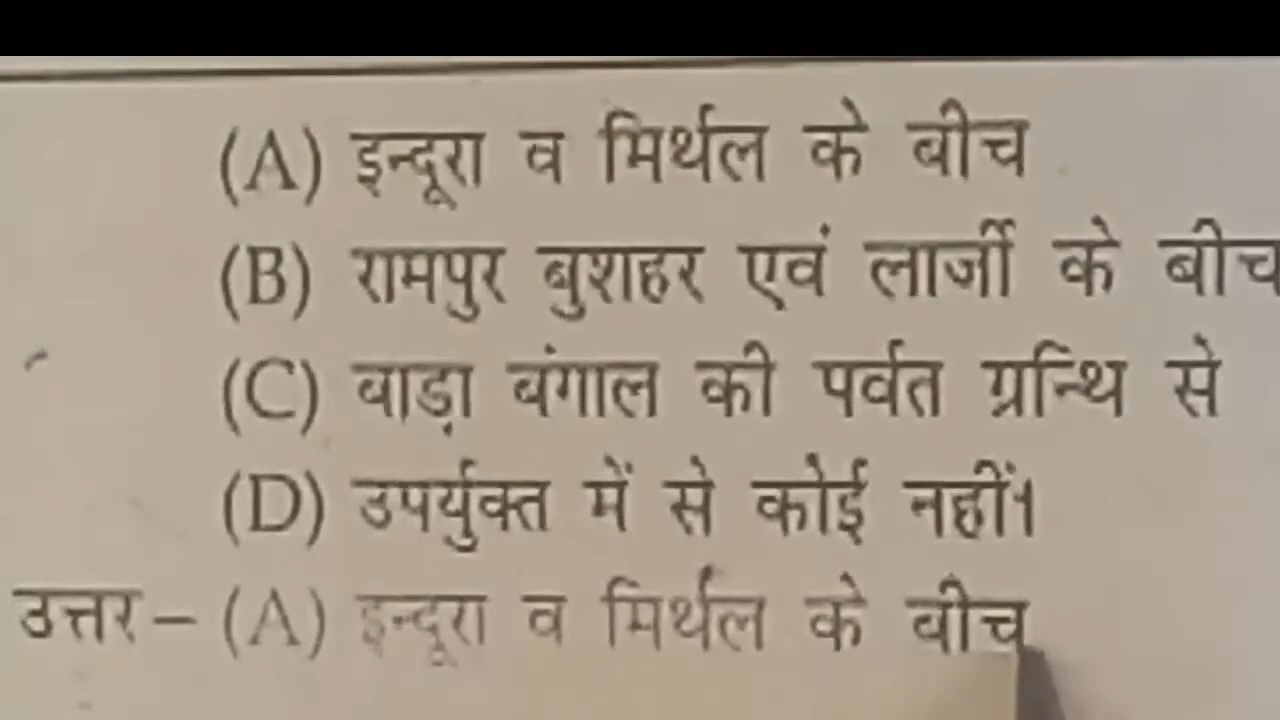 (A) इन्दूरा व मिर्थल के बीच
(B) रामपुर बुशहर एवं लार्जी के बीच
(C) बाड़ा बंगाल की पर्वत ग्रन्थि से
(D) उपर्युक्त में से कोई नहीं।
उत्तर – (A) इन्दूरा व मिर्थल के बीच